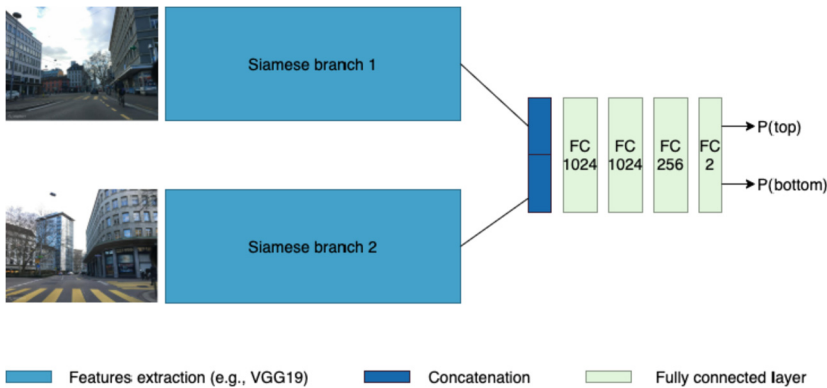 Siamese branch 1
FC
1024
FC
1024
FC
256
FC
2
P(top)
P(bottom)
Siamese branch 2
Features extraction (e.g., VGG19)
Concatenation
Fully connected layer